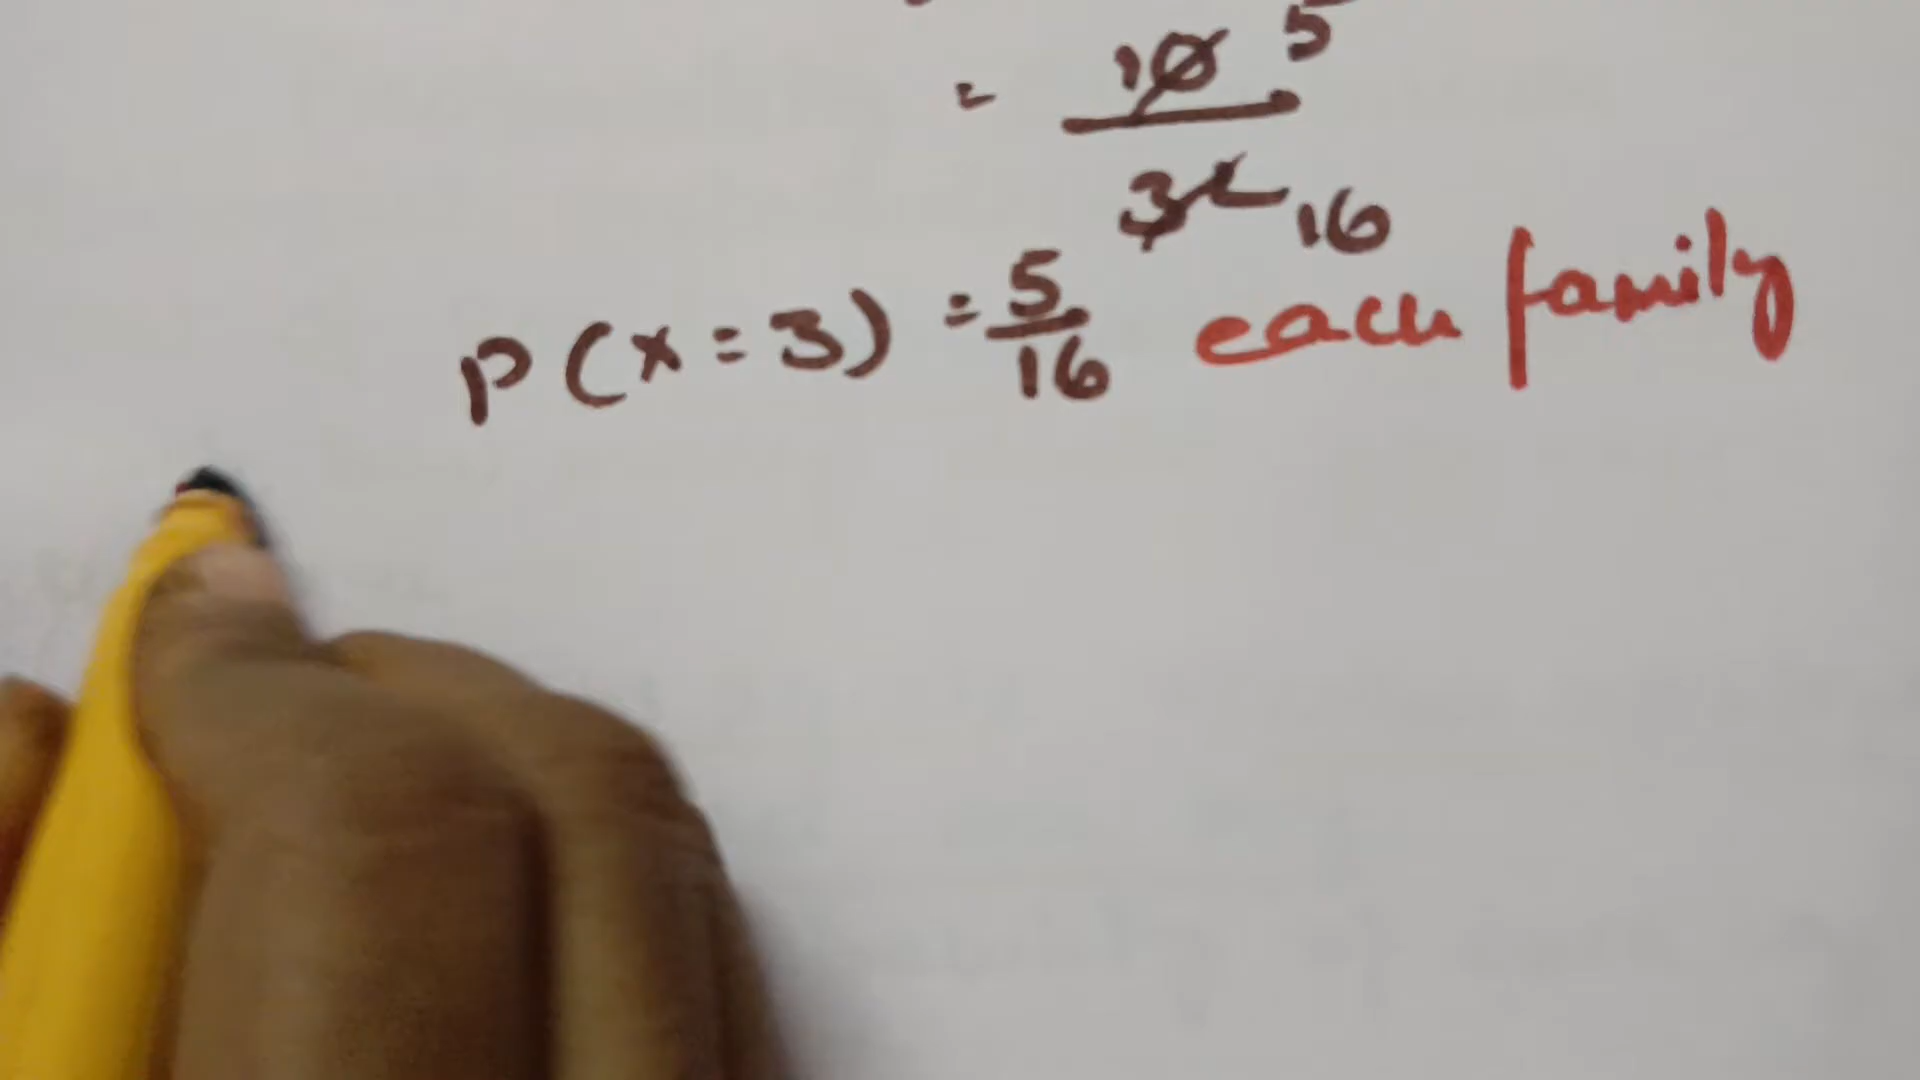 = 10 5
32 16
P(x=3) = 5/16 each family